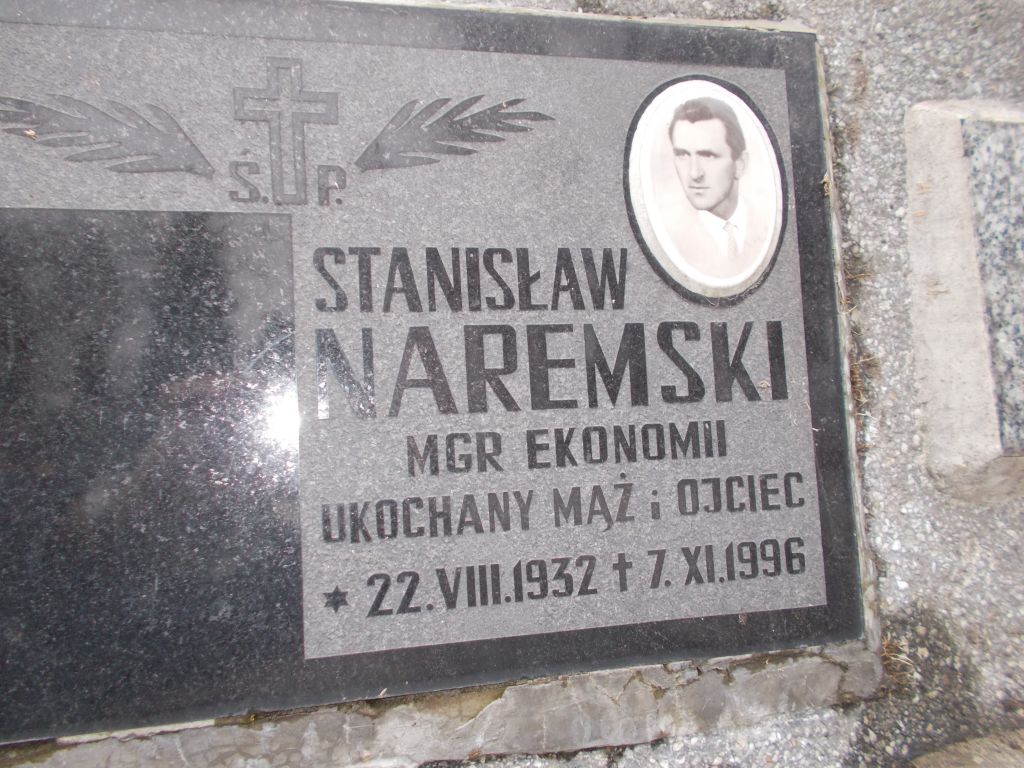 Ś.P.
STANISŁAW
NAREMSKI
MGR EKONOMII
UKOCHANY MĄŻ i OJCIEC
* 22.VIII.1932 † 7.XI.1996